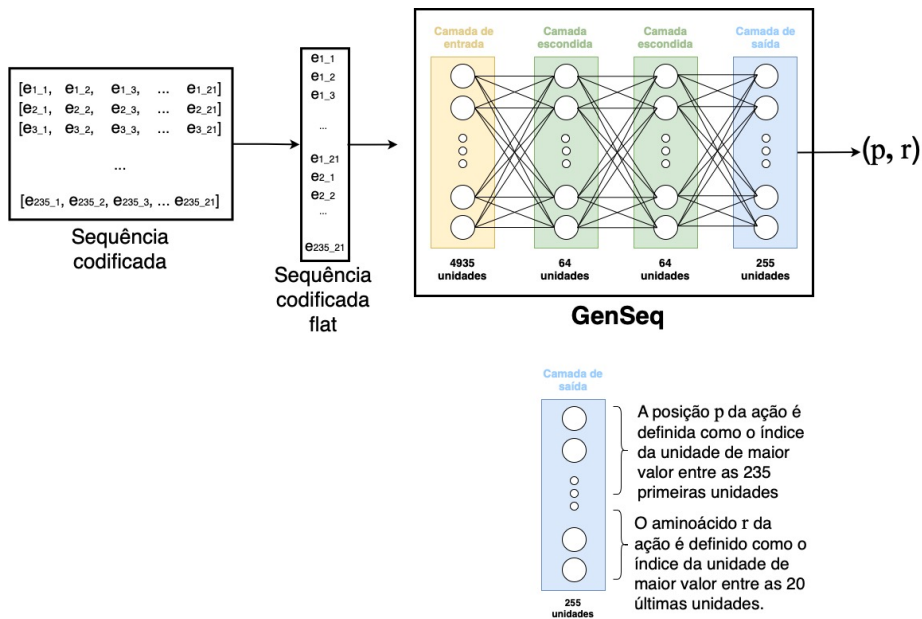 [e1_1, e1_2, e1_3, ... e1_21]
[e2_1, e2_2, e2_3, ... e2_21]
[e3_1, e3_2, e3_3, ... e3_21]
...
[e235_1, e235_2, e235_3, ... e235_21]
Sequência
codificada
e1_1
e1_2
e1_3
...
e1_21
e2_1
e2_2
...
e235_21
Sequência
codificada
flat
Camada de
entrada
Camada
escondida
Camada
escondida
Camada de
saída
4935
unidades
64
unidades
64
unidades
255
unidades
GenSeq
(p, r)
Camada de
saída
A posição p da ação é
definida como o índice
da unidade de maior
valor entre as 235
primeiras unidades
O aminoácido r da
ação é definido como o
índice da unidade de
maior valor entre as 20
últimas unidades.
255
unidades